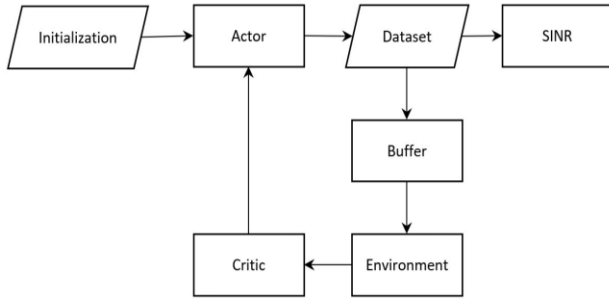 Initialization
Actor
Dataset
SINR
Buffer
Critic
Environment